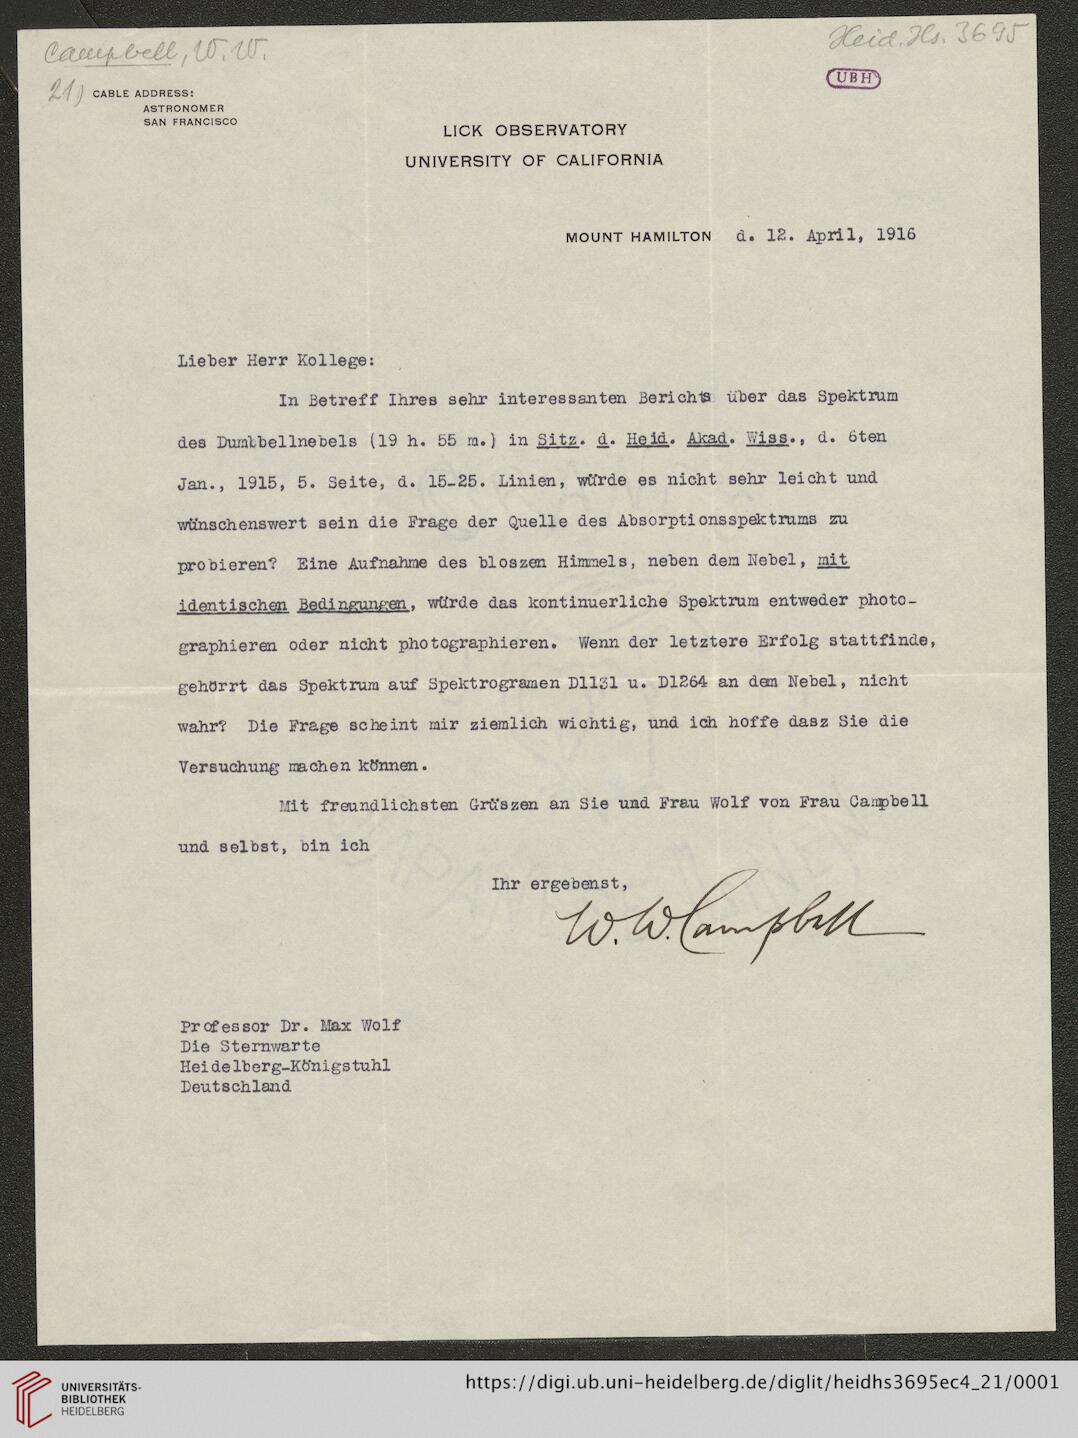 Campbell, W. W.
Heid. Hs. 3695
21)
UBH
CABLE ADDRESS:
ASTRONOMER
SAN FRANCISCO
LICK OBSERVATORY
UNIVERSITY OF CALIFORNIA
MOUNT HAMILTON d. 12. April, 1916
Lieber Herr Kollege:
In Betreff Ihres sehr interessanten Berichts über das Spektrum
des Dumbbellnebels (19 h. 55 m.) in Sitz. d. Heid. Akad. Wiss., d. 6ten
Jan., 1915, 5. Seite, d. 15-25. Linien, würde es nicht sehr leicht und
wünschenswert sein die Frage der Quelle des Absorptionsspektrums zu
probieren? Eine Aufnahme des bloszen Himmels, neben dem Nebel, mit
identischen Bedingungen, würde das kontinuerliche Spektrum entweder photo-
graphieren oder nicht photographieren. Wenn der letztere Erfolg stattfinde,
gehörrt das Spektrum auf Spektrogramen D1131 u. D1264 an dem Nebel, nicht
wahr? Die Frage scheint mir ziemlich wichtig, und ich hoffe dasz Sie die
Versuchung machen können.
Mit freundlichsten Grüszen an Sie und Frau Wolf von Frau Campbell
und selbst, bin ich
Ihr ergebenst,
W. W. Campbell
Professor Dr. Max Wolf
Die Sternwarte
Heidelberg-Königstuhl
Deutschland
UNIVERSITÄTS-
BIBLIOTHEK
HEIDELBERG
https://digi.ub.uni-heidelberg.de/diglit/heidhs3695ec4_21/0001